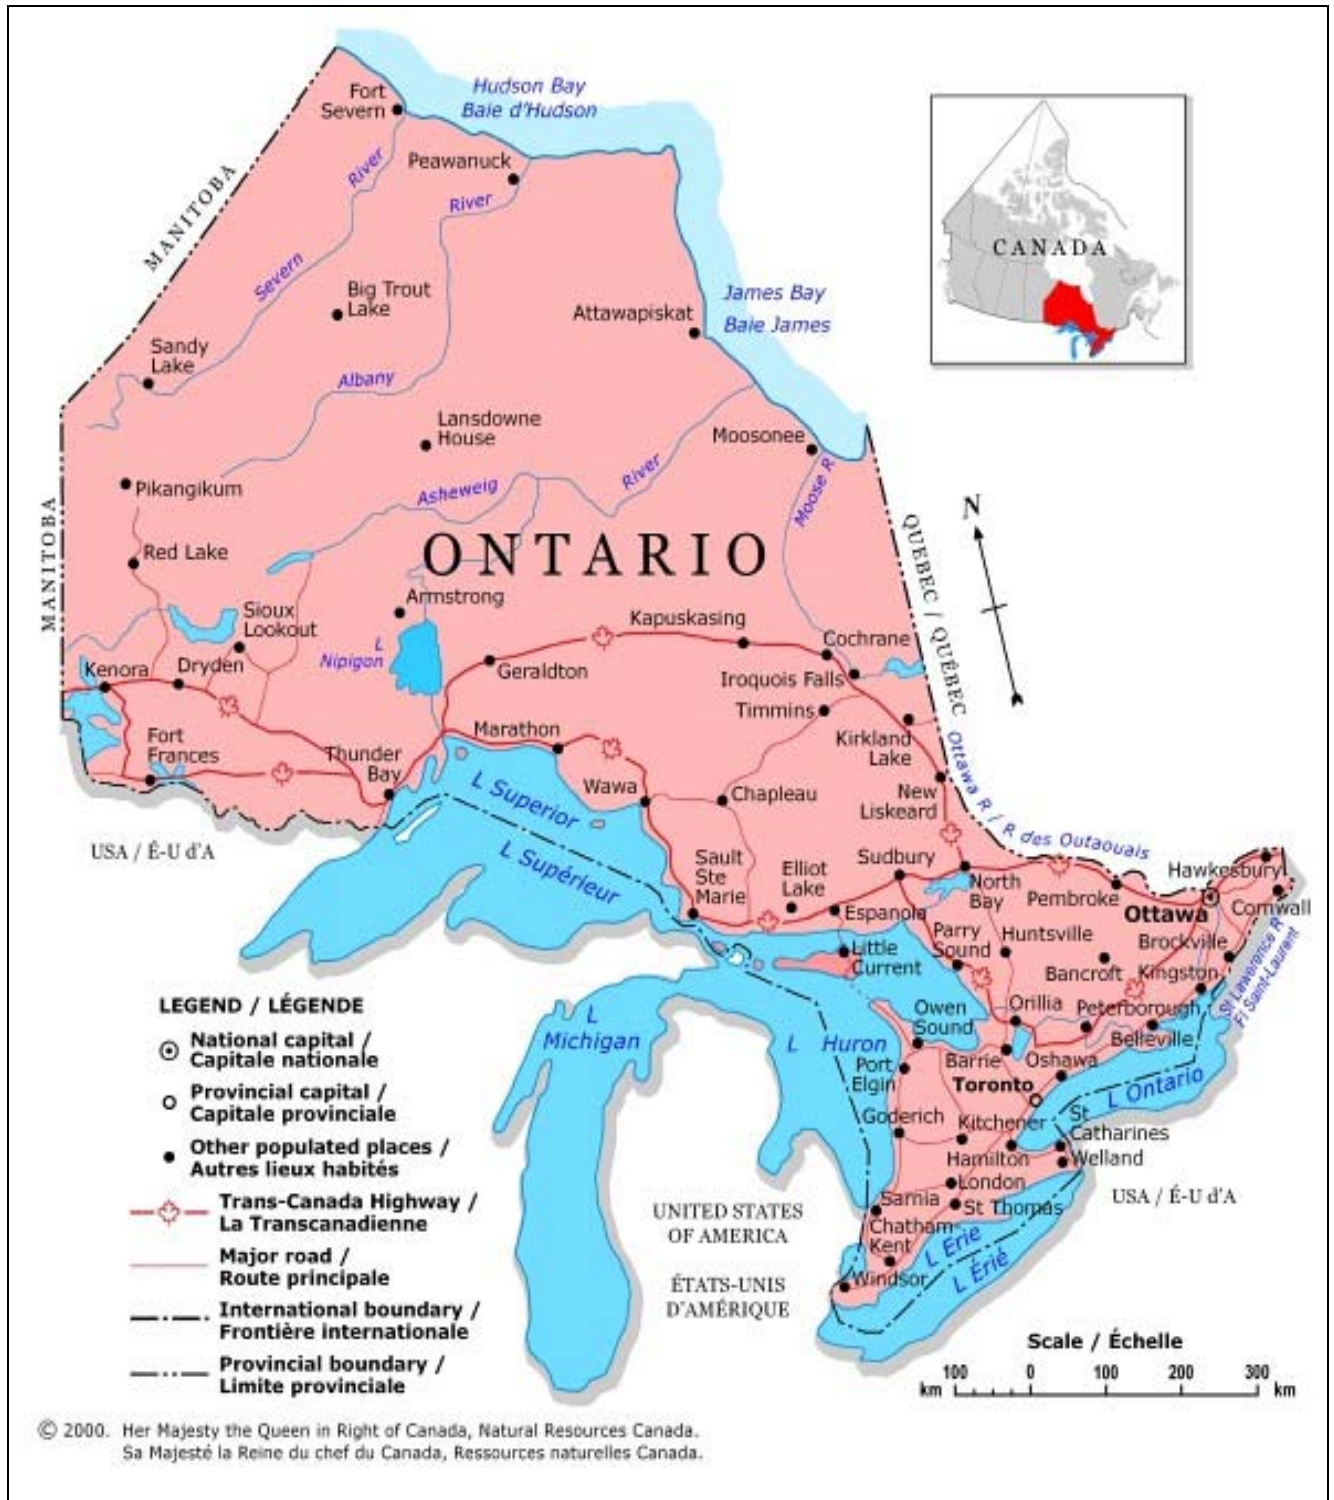 Hudson Bay
Baie d'Hudson
Fort
Severn
Peawanuck
River
River
MANITOBA
Severn
Big Trout
Lake
James Bay
Baie James
Attawapiskat
CANADA
Sandy
Lake
Albany
Lansdowne
House
Moosonee
Pikangikum
Asheweig
River
Moose R
N
MANITOBA
Red Lake
ONTARIO
QUEBEC / QUÉBEC
Armstrong
Sioux
Lookout
Kapuskasing
Cochrane
L
Nipigon
Kenora
Dryden
Geraldton
Iroquois Falls
Timmins
Marathon
Kirkland
Lake
Fort
Frances
Thunder
Bay
Wawa
Chapleau
New
Liskeard
Ottawa R / R des Outaouais
L Superior
L Supérieur
USA / É-U d'A
Sault
Ste
Marie
Elliot
Lake
Sudbury
North
Bay
Pembroke
Hawkesbury
Ottawa
Cornwall
Espanola
Parry
Sound
Huntsville
Brockville
Little
Current
Bancroft
Kingston
St Lawerence R
Fl Saint-Laurent
LEGEND / LÉGENDE
National capital /
Capitale nationale
Provincial capital /
Capitale provinciale
Other populated places /
Autres lieux habités
Trans-Canada Highway /
La Transcanadienne
Major road /
Route principale
International boundary /
Frontière internationale
Provincial boundary /
Limite provinciale
L
Michigan
L Huron
Owen
Sound
Orillia
Peterborough
Belleville
Port
Elgin
Barrie
Oshawa
Toronto
L Ontario
Goderich
Kitchener
St
Catharines
Hamilton
Welland
London
Sarnia
St Thomas
USA / É-U d'A
UNITED STATES
OF AMERICA
Chatham-
Kent
L Erie
L Érié
Windsor
ÉTATS-UNIS
D'AMÉRIQUE
Scale / Échelle
km 100 0 100 200 300 km
© 2000. Her Majesty the Queen in Right of Canada, Natural Resources Canada.
Sa Majesté la Reine du chef du Canada, Ressources naturelles Canada.